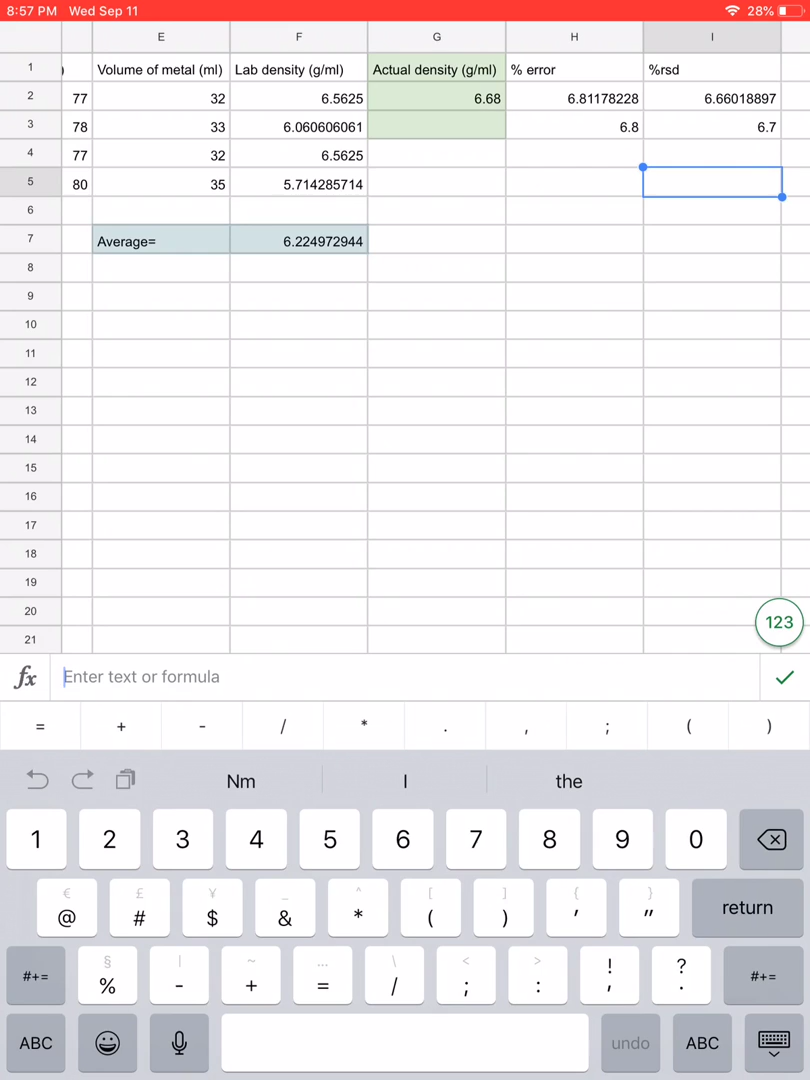 8:57 PM Wed Sep 11 28%
E F G H I
1 ) Volume of metal (ml) Lab density (g/ml) Actual density (g/ml) % error %rsd
2 77 32 6.5625 6.68 6.81178228 6.66018897
3 78 33 6.060606061 6.8 6.7
4 77 32 6.5625
5 80 35 5.714285714
6
7 Average= 6.224972944
8
9
10
11
12
13
14
15
16
17
18
19
20
21
123
fx Enter text or formula
= + - / * . , ; ( )
Nm I the
1 2 3 4 5 6 7 8 9 0
€ £ ¥ _ ^ [ ] { }
@ # $ & * ( ) ' " return
§ | ~ … \ < > ! ?
#+= % - + = / ; : , . #+=
ABC undo ABC